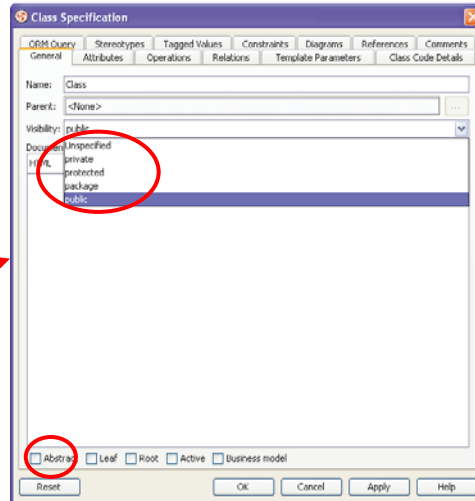 Class Specification
ORM Query Stereotypes Tagged Values Constraints Diagrams References Comments
General Attributes Operations Relations Template Parameters Class Code Details
Name: Class
Parent: <None> ...
Visibility: public
Unspecified
private
protected
package
public
Abstrac Leaf Root Active Business model
Reset OK Cancel Apply Help